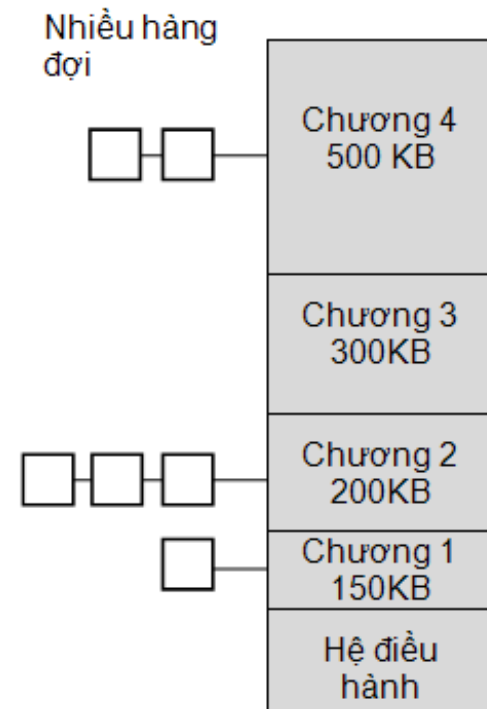 Nhiều hàng
đợi
Chương 4
500 KB
Chương 3
300KB
Chương 2
200KB
Chương 1
150KB
Hệ điều
hành